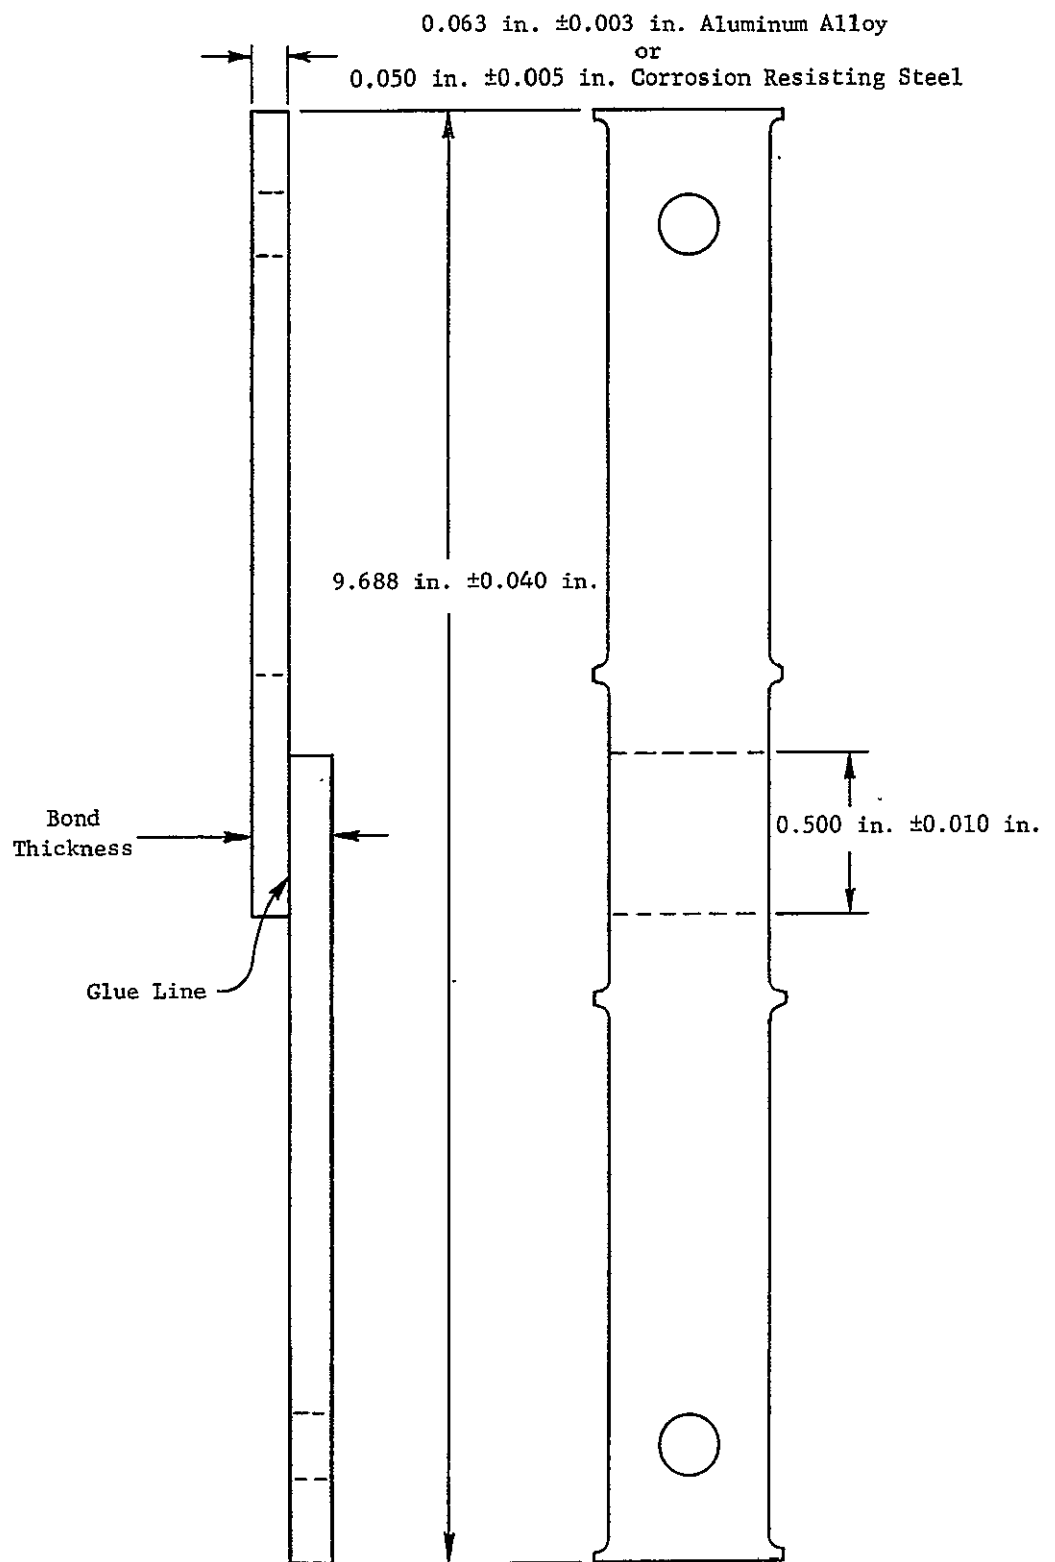 0.063 in. ±0.003 in. Aluminum Alloy
or
0.050 in. ±0.005 in. Corrosion Resisting Steel
9.688 in. ±0.040 in.
Bond
Thickness
0.500 in. ±0.010 in.
Glue Line